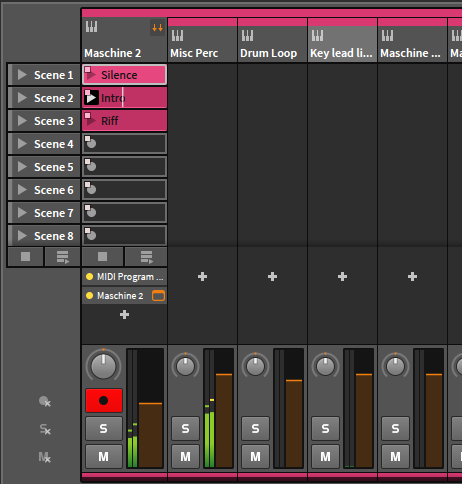 Maschine 2
Misc Perc
Drum Loop
Key lead li...
Maschine ...
Ma
Scene 1
Silence
Scene 2
Intro
Scene 3
Riff
Scene 4
Scene 5
Scene 6
Scene 7
Scene 8
MIDI Program ...
Maschine 2
S S S S S S
M M M M M M